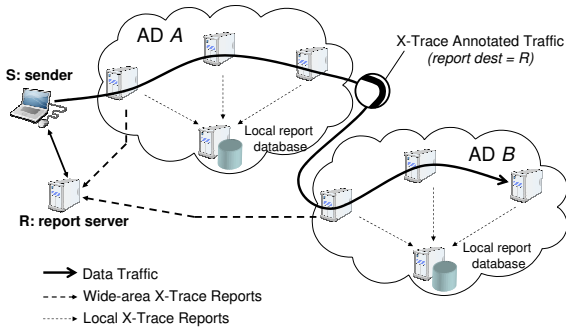 AD A
X-Trace Annotated Traffic
(report dest = R)
S: sender
Local report
database
AD B
R: report server
Local report
database
Data Traffic
Wide-area X-Trace Reports
Local X-Trace Reports